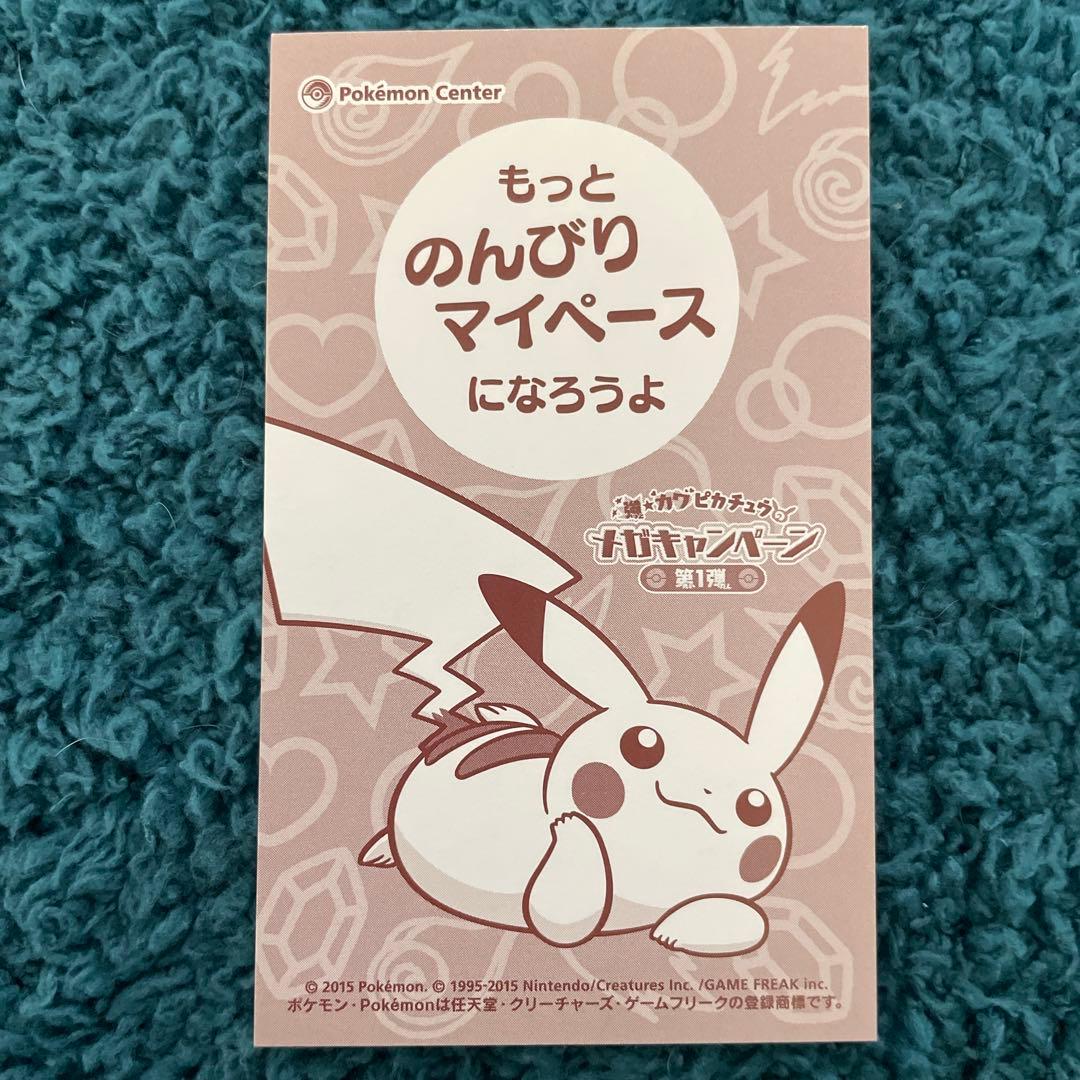 Pokémon Center
もっと
のんびり
マイペース
になろうよ
強★カワピカチュウの
メガキャンペーン
第1弾
© 2015 Pokémon. © 1995-2015 Nintendo/Creatures Inc. /GAME FREAK inc.
ポケモン・Pokémonは任天堂・クリーチャーズ・ゲームフリークの登録商標です。